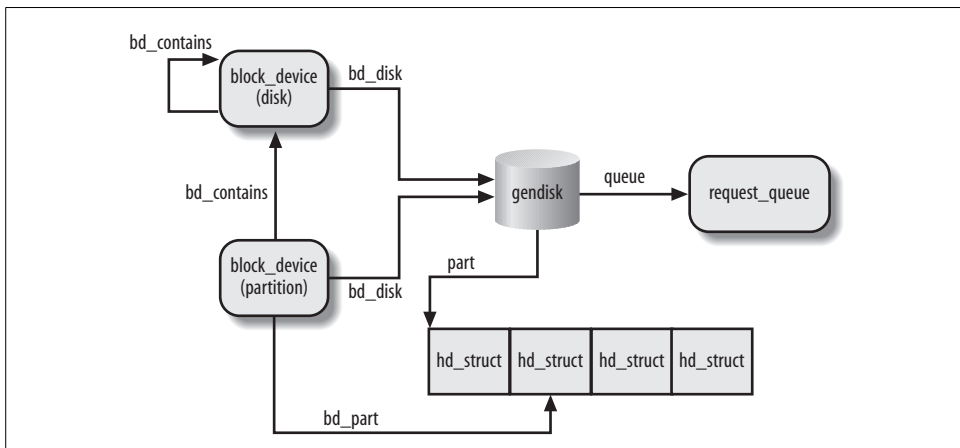 bd_contains
block_device
(disk)
bd_disk
bd_contains
gendisk
queue
request_queue
block_device
(partition)
bd_disk
part
hd_struct
hd_struct
hd_struct
hd_struct
bd_part